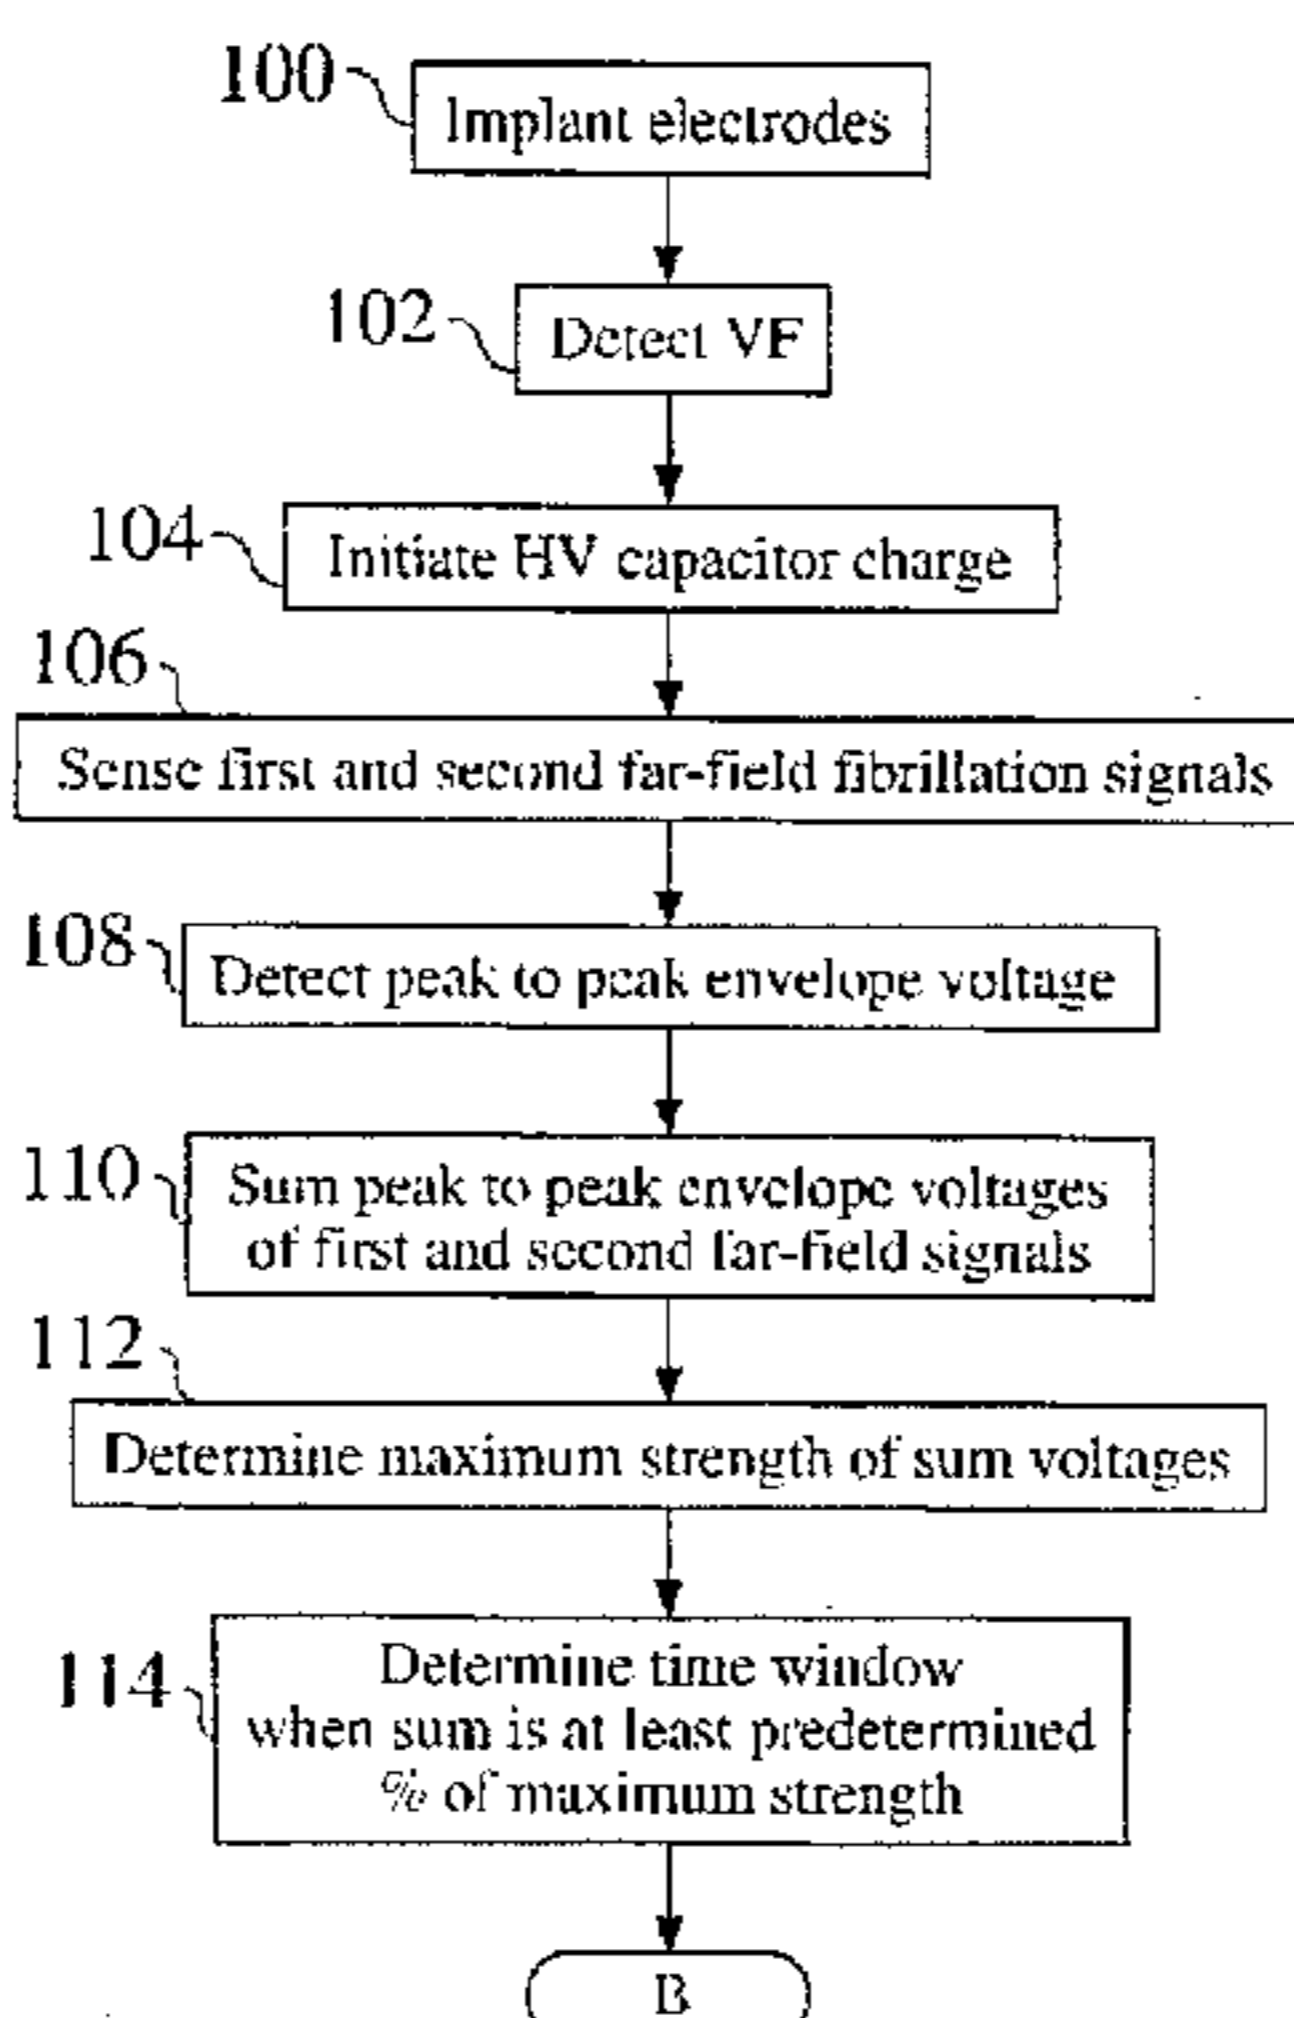 100
Implant electrodes
102
Detect VF
104
Initiate HV capacitor charge
106
Sense first and second far-field fibrillation signals
108
Detect peak to peak envelope voltage
110
Sum peak to peak envelope voltages
of first and second far-field signals
112
Determine maximum strength of sum voltages
114
Determine time window
when sum is at least predetermined
% of maximum strength
B